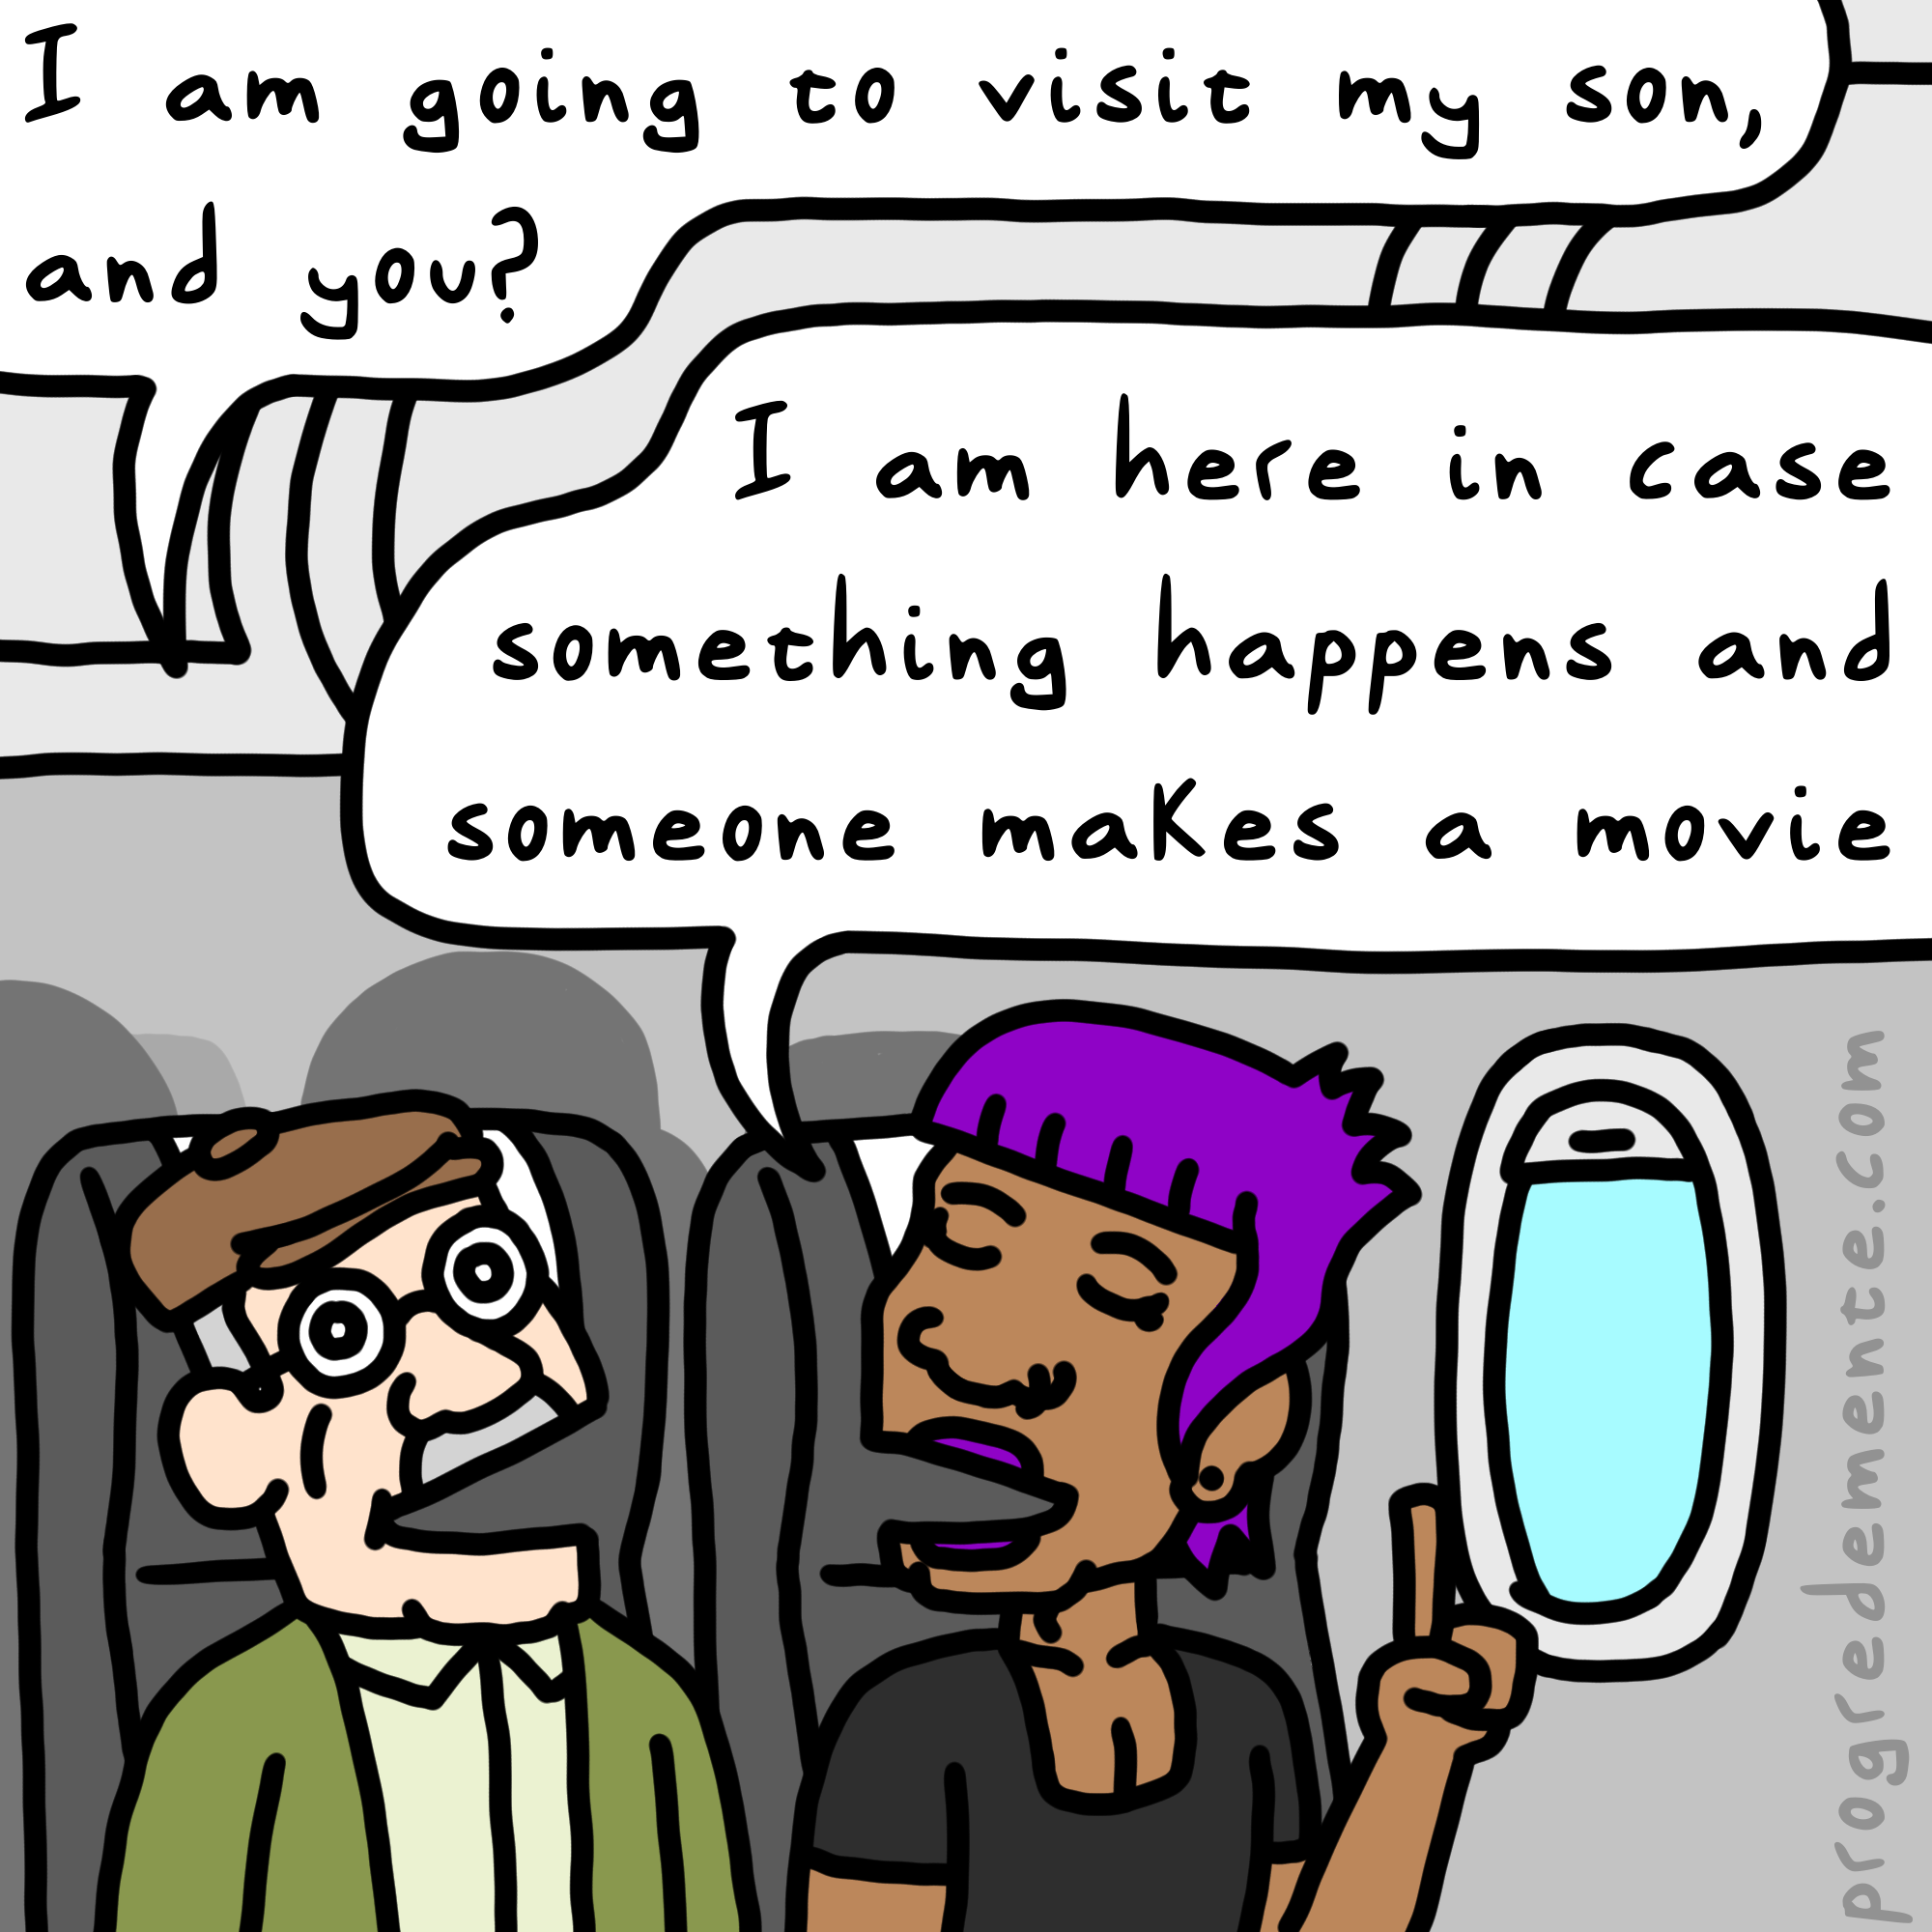 I am going to visit my son,
and you?
I am here in case
something happens and
someone makes a movie
progredementee.com